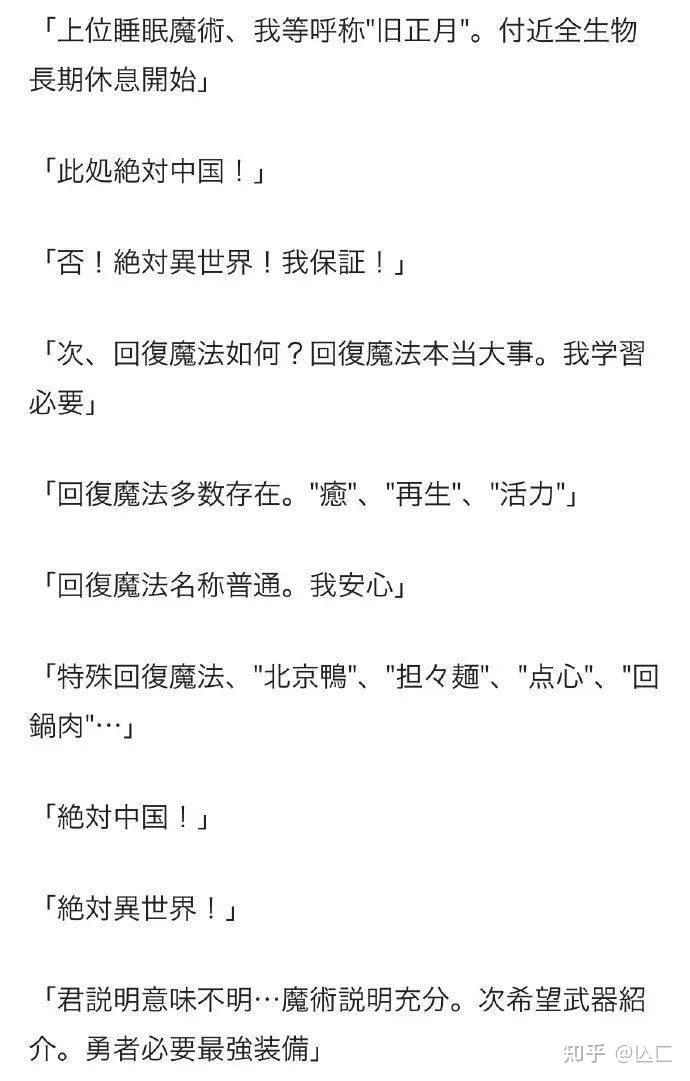 「上位睡眠魔術、我等呼称"旧正月"。付近全生物
長期休息開始」
「此処絶対中国！」
「否！絶対異世界！我保証！」
「次、回復魔法如何？回復魔法本当大事。我学習
必要」
「回復魔法多数存在。"癒"、"再生"、"活力"」
「回復魔法名称普通。我安心」
「特殊回復魔法、"北京鴨"、"担々麺"、"点心"、"回
鍋肉"…」
「絶対中国！」
「絶対異世界！」
「君説明意味不明…魔術説明充分。次希望武器紹
介。勇者必要最強装備」
知乎